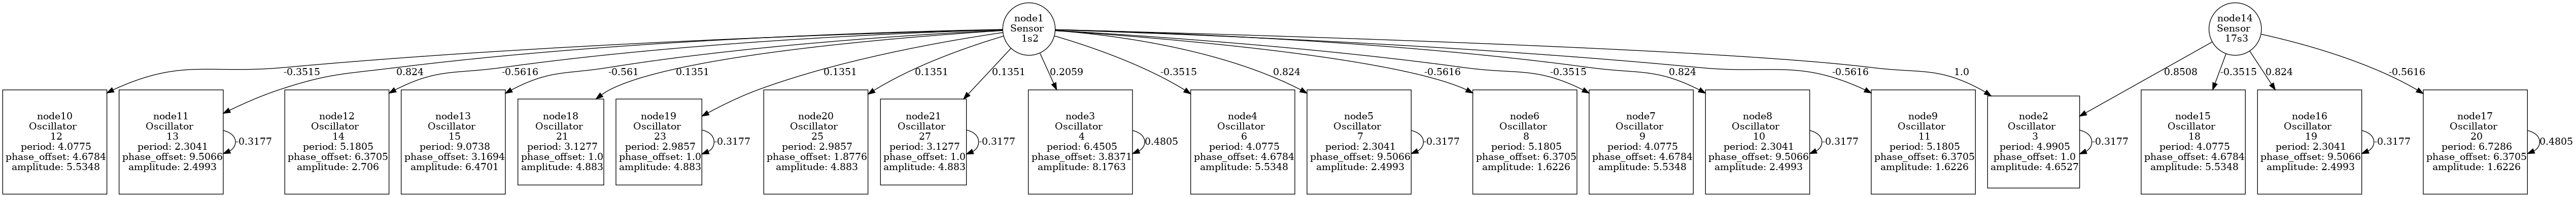 node1
Sensor
1s2
node14
Sensor
17s3
-0.3515
0.824
-0.5616
-0.561
0.1351
0.1351
0.1351
0.1351
0.2059
-0.3515
0.824
-0.5616
-0.3515
0.824
-0.5616
1.0
0.8508
-0.3515
0.824
-0.5616
node10
Oscillator
12
period: 4.0775
phase_offset: 4.6784
amplitude: 5.5348
node11
Oscillator
13
period: 2.3041
phase_offset: 9.5066
amplitude: 2.4993
-0.3177
node12
Oscillator
14
period: 5.1805
phase_offset: 6.3705
amplitude: 2.706
node13
Oscillator
15
period: 9.0738
phase_offset: 3.1694
amplitude: 6.4701
node18
Oscillator
21
period: 3.1277
phase_offset: 1.0
amplitude: 4.883
node19
Oscillator
23
period: 2.9857
phase_offset: 1.0
amplitude: 4.883
-0.3177
node20
Oscillator
25
period: 2.9857
phase_offset: 1.8776
amplitude: 4.883
node21
Oscillator
27
period: 3.1277
phase_offset: 1.0
amplitude: 4.883
-0.3177
node3
Oscillator
4
period: 6.4505
phase_offset: 3.8371
amplitude: 8.1763
0.4805
node4
Oscillator
6
period: 4.0775
phase_offset: 4.6784
amplitude: 5.5348
node5
Oscillator
7
period: 2.3041
phase_offset: 9.5066
amplitude: 2.4993
-0.3177
node6
Oscillator
8
period: 5.1805
phase_offset: 6.3705
amplitude: 1.6226
node7
Oscillator
9
period: 4.0775
phase_offset: 4.6784
amplitude: 5.5348
node8
Oscillator
10
period: 2.3041
phase_offset: 9.5066
amplitude: 2.4993
-0.3177
node9
Oscillator
11
period: 5.1805
phase_offset: 6.3705
amplitude: 1.6226
node2
Oscillator
3
period: 4.9905
phase_offset: 1.0
amplitude: 4.6527
-0.3177
node15
Oscillator
18
period: 4.0775
phase_offset: 4.6784
amplitude: 5.5348
node16
Oscillator
19
period: 2.3041
phase_offset: 9.5066
amplitude: 2.4993
-0.3177
node17
Oscillator
20
period: 6.7286
phase_offset: 6.3705
amplitude: 1.6226
0.4805